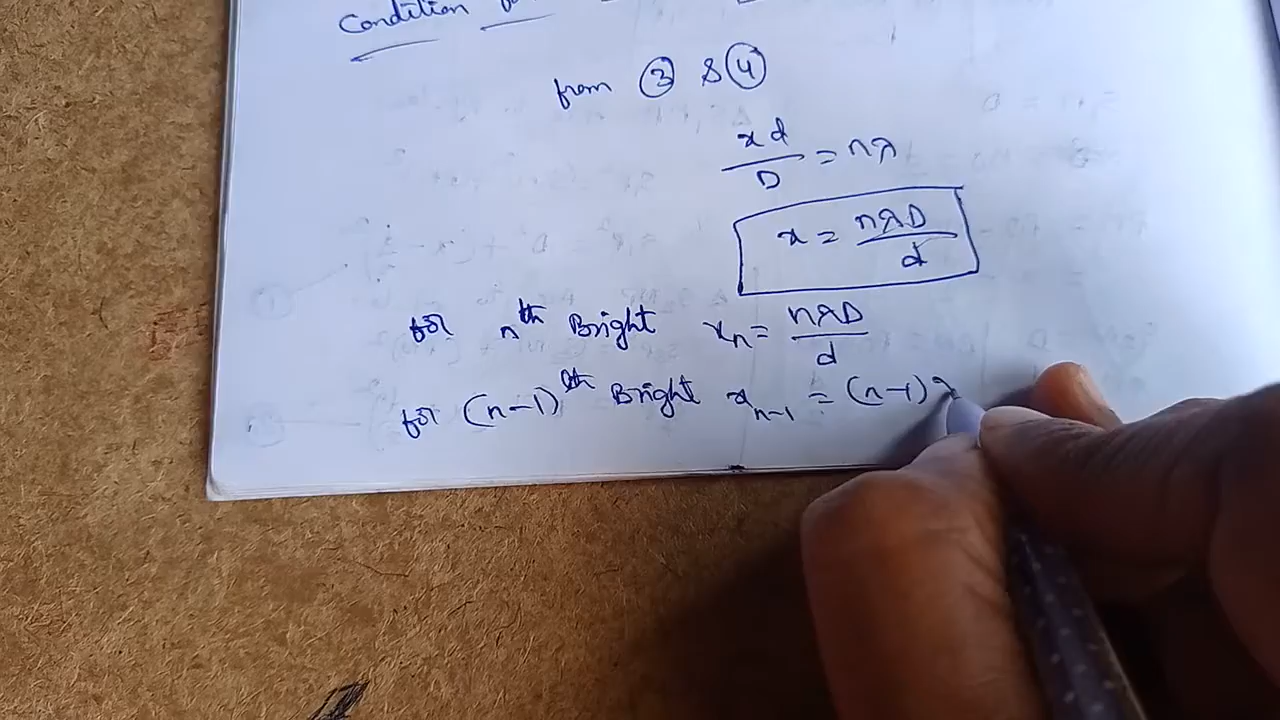 Condition for
from ③ & ④
xd/D = nλ
x = nλD/d
for nth Bright xn = nλD/d
for (n-1)th Bright xn-1 = (n-1)λ